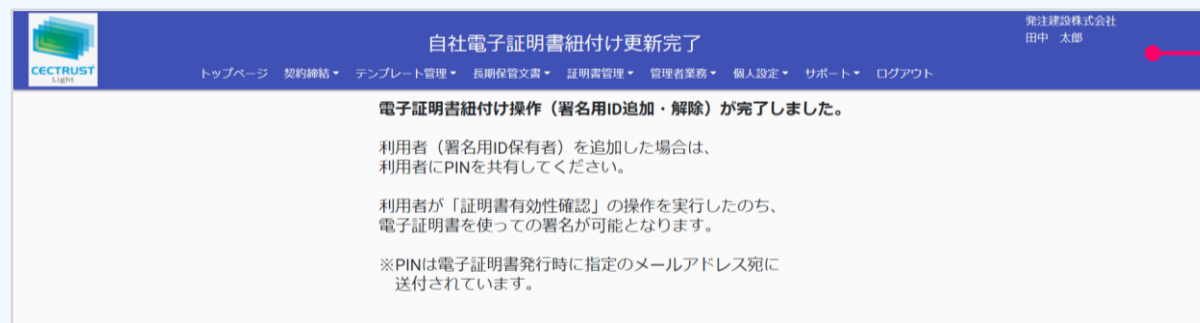 発注建設株式会社
田中　太郎
自社電子証明書紐付け更新完了
CECTRUST
Light
トップページ 契約締結▼ テンプレート管理▼ 長期保管文書▼ 証明書管理▼ 管理者業務▼ 個人設定▼ サポート▼ ログアウト
電子証明書紐付け操作（署名用ID追加・解除）が完了しました。
利用者（署名用ID保有者）を追加した場合は、
利用者にPINを共有してください。
利用者が「証明書有効性確認」の操作を実行したのち、
電子証明書を使っての署名が可能となります。
※PINは電子証明書発行時に指定のメールアドレス宛に
送付されています。